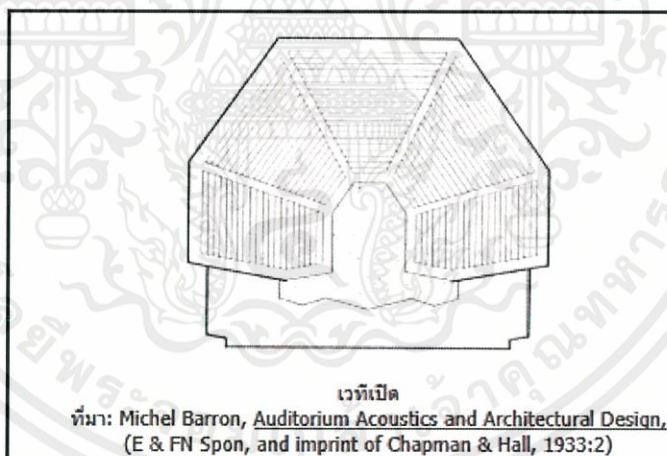 เวทีเปิด
ที่มา: Michel Barron, Auditorium Acoustics and Architectural Design,
(E & FN Spon, and imprint of Chapman & Hall, 1933:2)